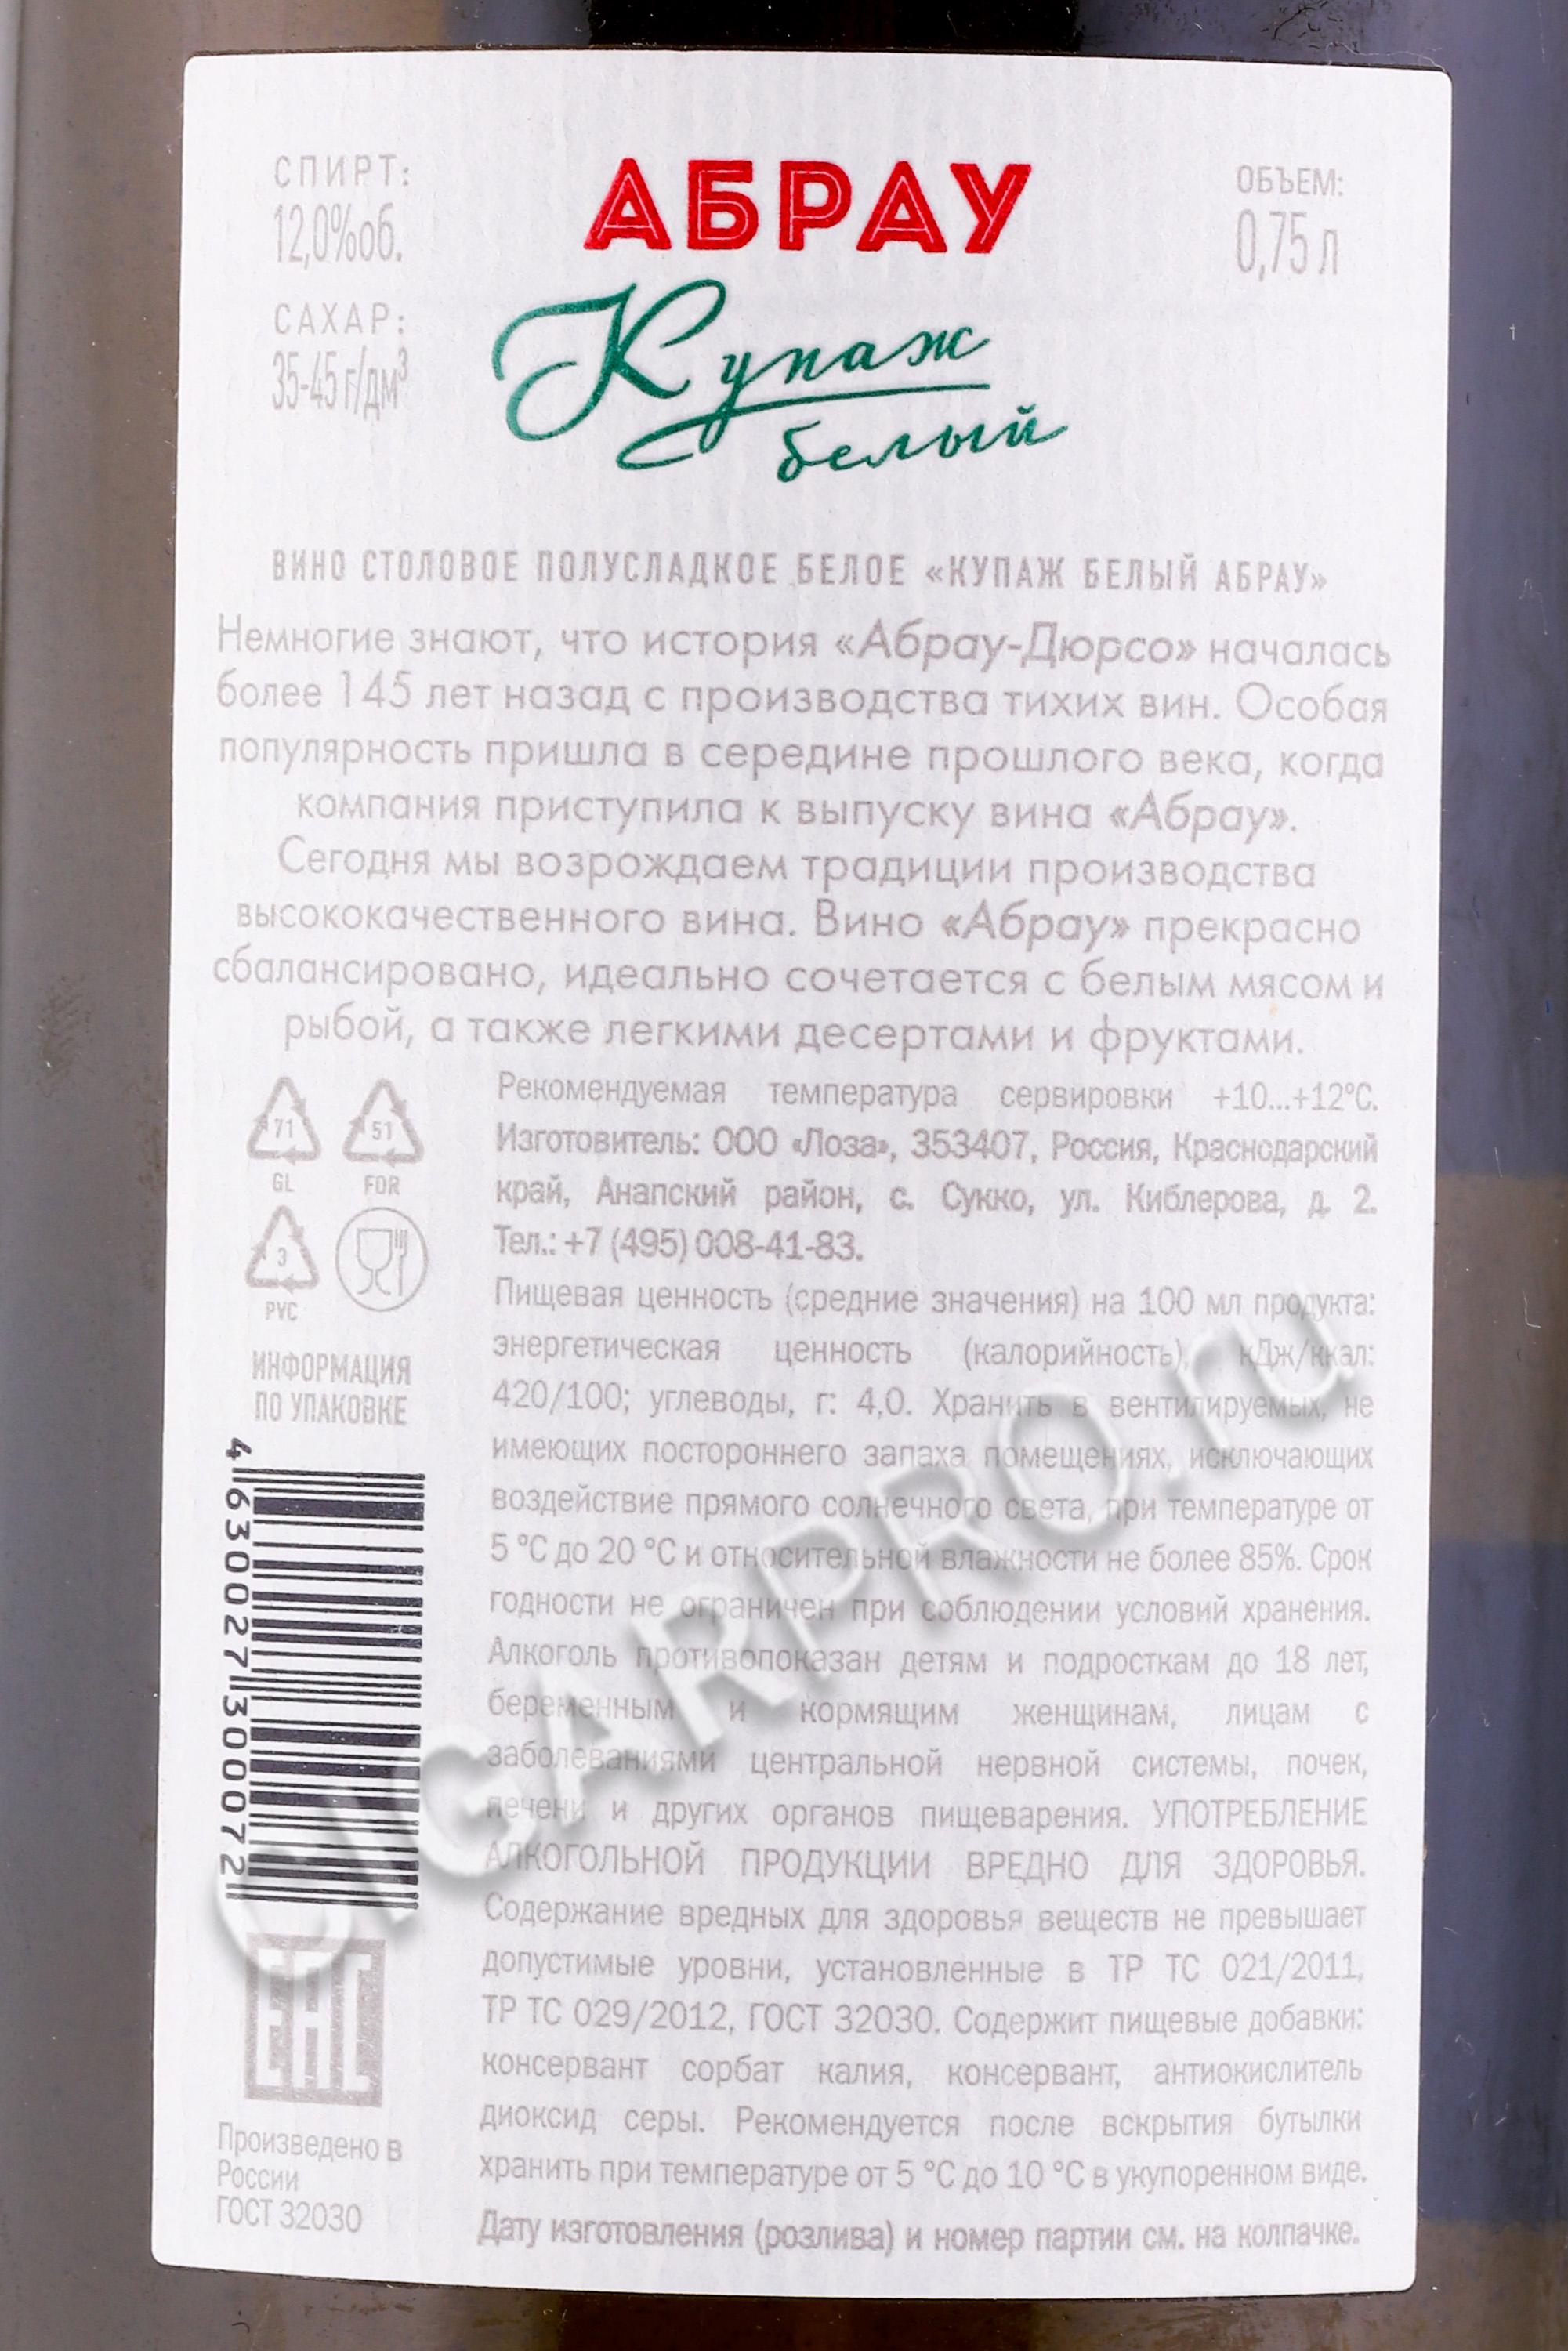 СПИРТ:
12,0%об.
САХАР:
35-45 г/дм³
АБРАУ
Купаж
белый
ОБЪЕМ:
0,75 л
ВИНО СТОЛОВОЕ ПОЛУСЛАДКОЕ БЕЛОЕ «КУПАЖ БЕЛЫЙ АБРАУ»
Немногие знают, что история «Абрау-Дюрсо» началась
более 145 лет назад с производства тихих вин. Особая
популярность пришла в середине прошлого века, когда
компания приступила к выпуску вина «Абрау».
Сегодня мы возрождаем традиции производства
высококачественного вина. Вино «Абрау» прекрасно
сбалансировано, идеально сочетается с белым мясом и
рыбой, а также легкими десертами и фруктами.
71
GL
51
FOR
3
PVC
ИНФОРМАЦИЯ
ПО УПАКОВКЕ
4 630027 300072
EAC
Произведено в
России
ГОСТ 32030
Рекомендуемая температура сервировки +10...+12°С.
Изготовитель: ООО «Лоза», 353407, Россия, Краснодарский
край, Анапский район, с. Сукко, ул. Киблерова, д. 2.
Тел.: +7 (495) 008-41-83.
Пищевая ценность (средние значения) на 100 мл продукта:
энергетическая ценность (калорийность), кДж/ккал:
420/100; углеводы, г: 4,0. Хранить в вентилируемых, не
имеющих постороннего запаха помещениях, исключающих
воздействие прямого солнечного света, при температуре от
5 °С до 20 °С и относительной влажности не более 85%. Срок
годности не ограничен при соблюдении условий хранения.
Алкоголь противопоказан детям и подросткам до 18 лет,
беременным и кормящим женщинам, лицам с
заболеваниями центральной нервной системы, почек,
печени и других органов пищеварения. УПОТРЕБЛЕНИЕ
АЛКОГОЛЬНОЙ ПРОДУКЦИИ ВРЕДНО ДЛЯ ЗДОРОВЬЯ.
Содержание вредных для здоровья веществ не превышает
допустимые уровни, установленные в ТР ТС 021/2011,
ТР ТС 029/2012, ГОСТ 32030. Содержит пищевые добавки:
консервант сорбат калия, консервант, антиокислитель
диоксид серы. Рекомендуется после вскрытия бутылки
хранить при температуре от 5 °С до 10 °С в укупоренном виде.
Дату изготовления (розлива) и номер партии см. на колпачке.
CIGARPRO.ru